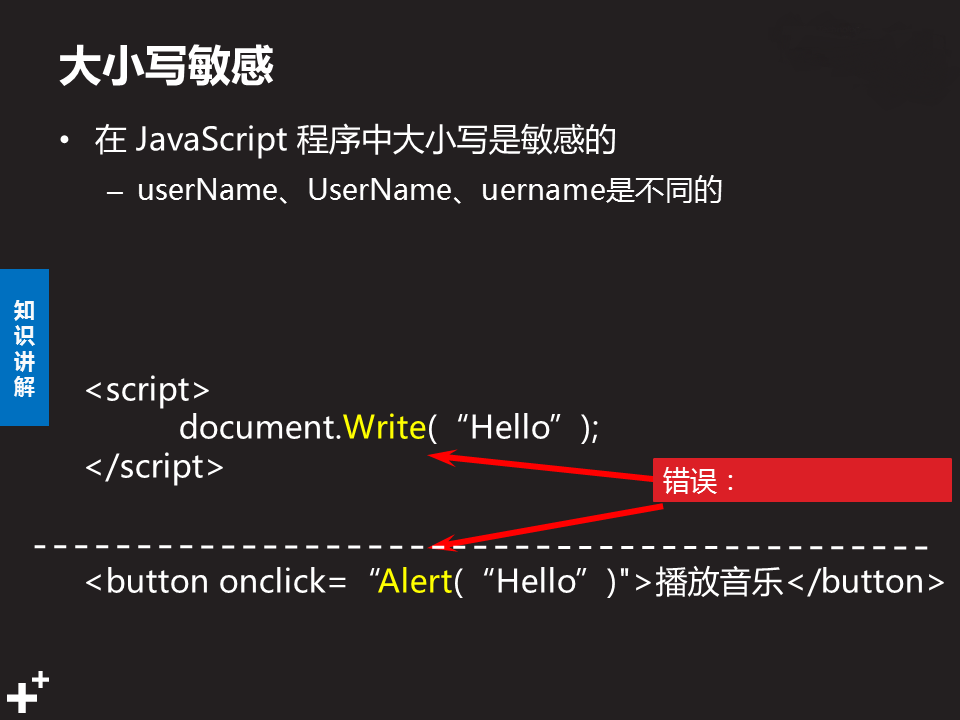 大小写敏感
• 在 JavaScript 程序中大小写是敏感的
– userName、UserName、uername是不同的
知识讲解
<script>
document.Write(“Hello”);
</script>
错误：
<button onclick=“Alert(“Hello”)">播放音乐</button>